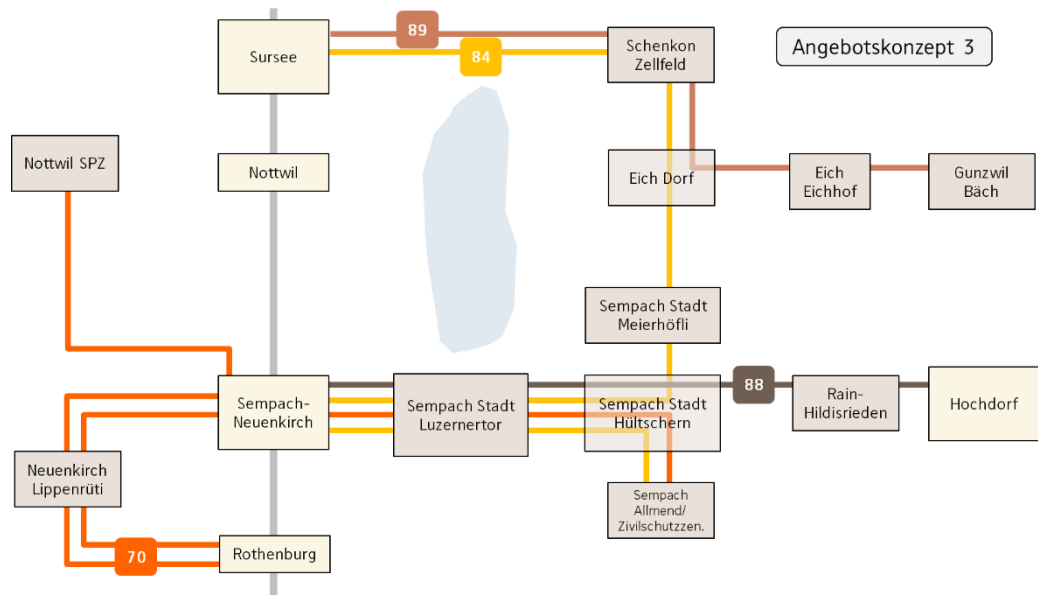 89
Sursee
84
Schenkon
Zellfeld
Angebotskonzept 3
Nottwil SPZ
Nottwil
Eich Dorf
Eich
Eichhof
Gunzwil
Bäch
Sempach Stadt
Meierhöfli
Sempach-
Neuenkirch
Sempach Stadt
Luzernertor
Sempach Stadt
Hültschern
88
Rain-
Hildisrieden
Hochdorf
Neuenkirch
Lippenrüti
Sempach
Allmend/
Zivilschutzzen.
70
Rothenburg